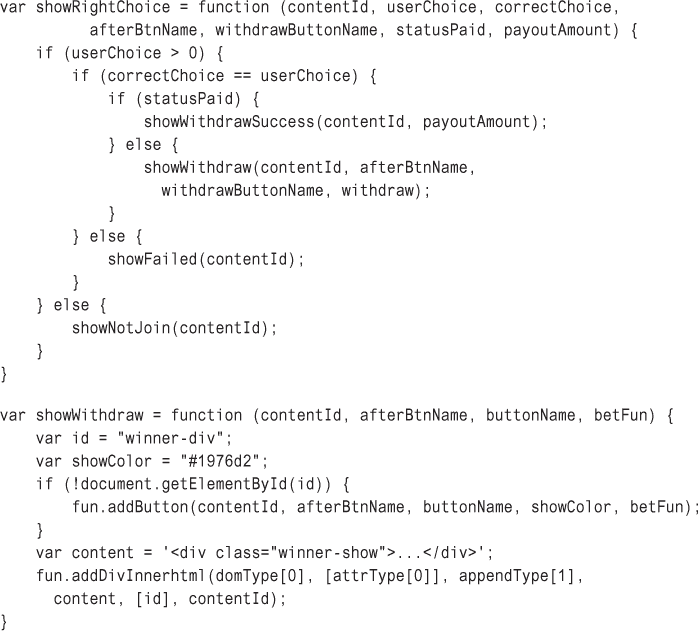 var showRightChoice = function (contentId, userChoice, correctChoice,
          afterBtnName, withdrawButtonName, statusPaid, payoutAmount) {
    if (userChoice > 0) {
        if (correctChoice == userChoice) {
            if (statusPaid) {
                showWithdrawSuccess(contentId, payoutAmount);
            } else {
                showWithdraw(contentId, afterBtnName,
                  withdrawButtonName, withdraw);
            }
        } else {
            showFailed(contentId);
        }
    } else {
        showNotJoin(contentId);
    }
}

var showWithdraw = function (contentId, afterBtnName, buttonName, betFun) {
    var id = "winner-div";
    var showColor = "#1976d2";
    if (!document.getElementById(id)) {
        fun.addButton(contentId, afterBtnName, buttonName, showColor, betFun);
    }
    var content = '<div class="winner-show">...</div>';
    fun.addDivInnerhtml(domType[0], [attrType[0]], appendType[1],
      content, [id], contentId);
}